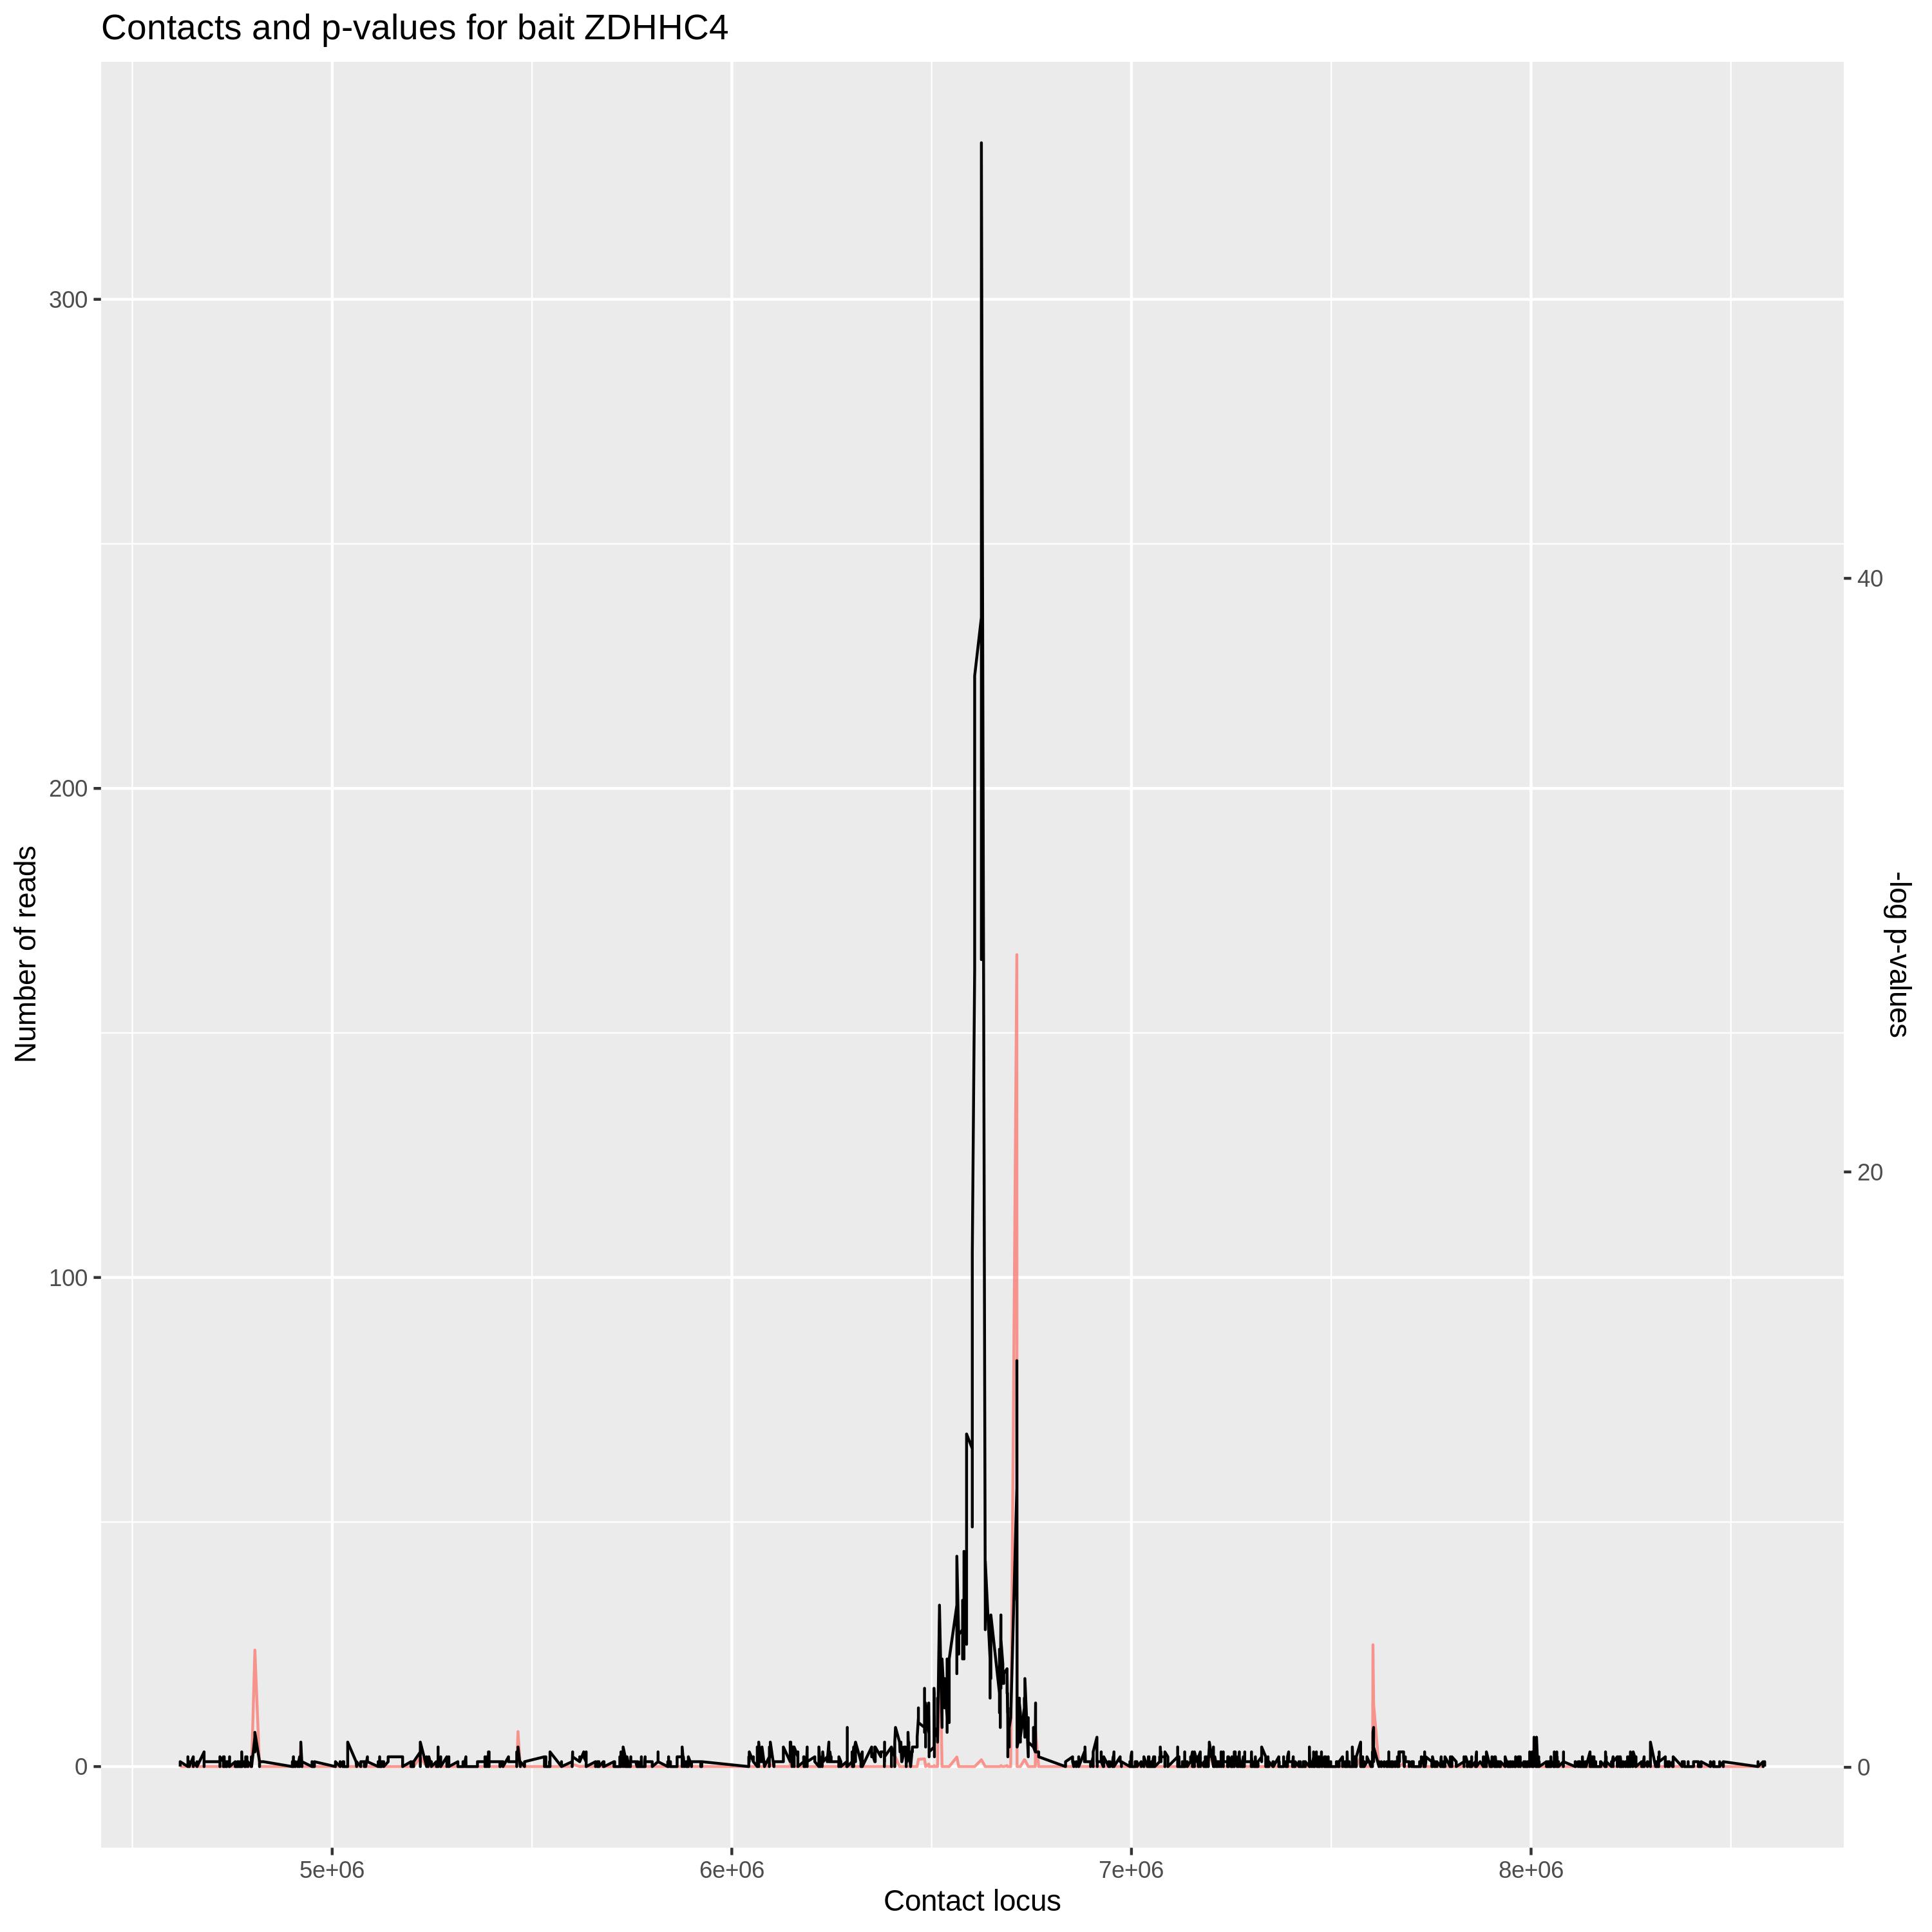 Contacts and p-values for bait ZDHHC4
300
200
100
0
Number of reads
40
20
0
-log p-values
5e+06
6e+06
7e+06
8e+06
Contact locus